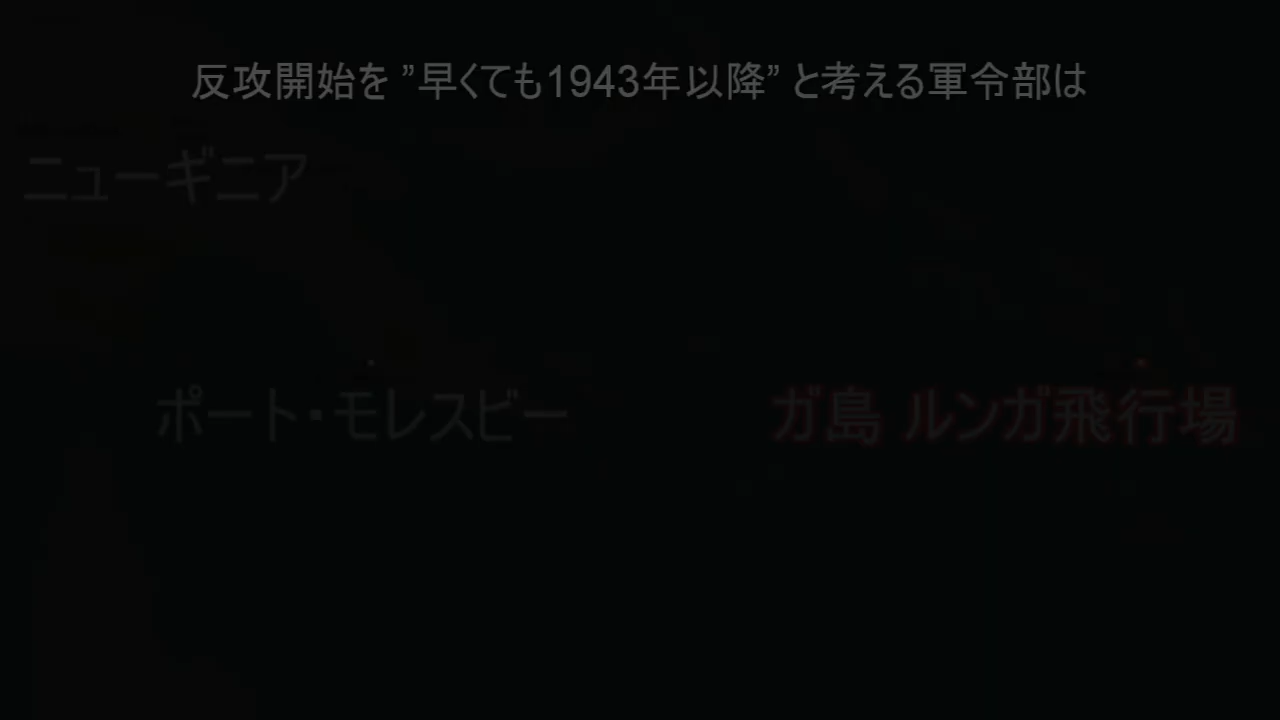 反攻開始を ”早くても1943年以降” と考える軍令部は
ニューギニア
ポート・モレスビー
ガ島 ルンガ飛行場